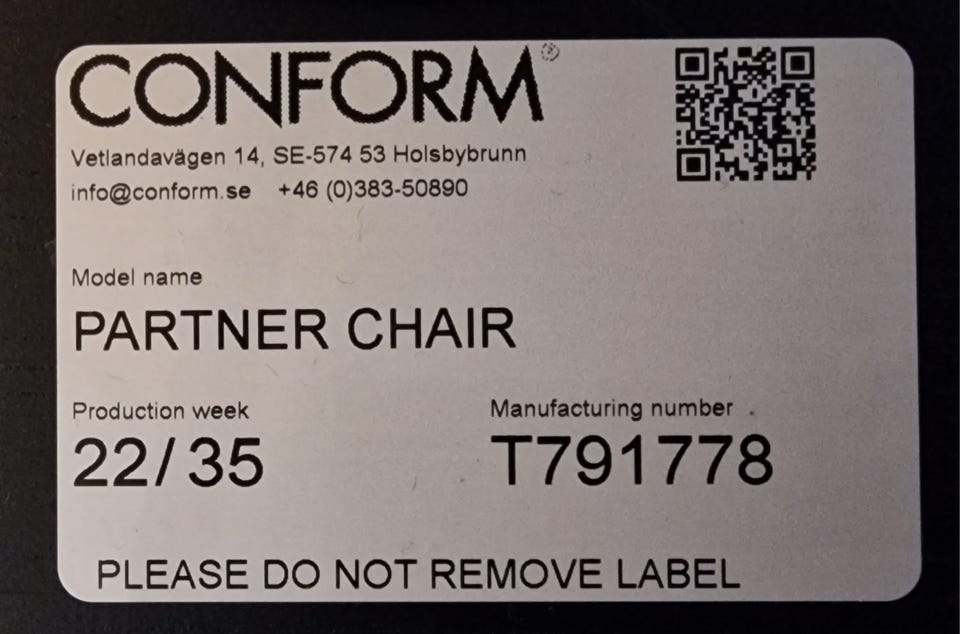 CONFORM®
Vetlandavägen 14, SE-574 53 Holsbybrunn
info@conform.se +46 (0)383-50890
Model name
PARTNER CHAIR
Production week Manufacturing number
22/35 T791778
PLEASE DO NOT REMOVE LABEL